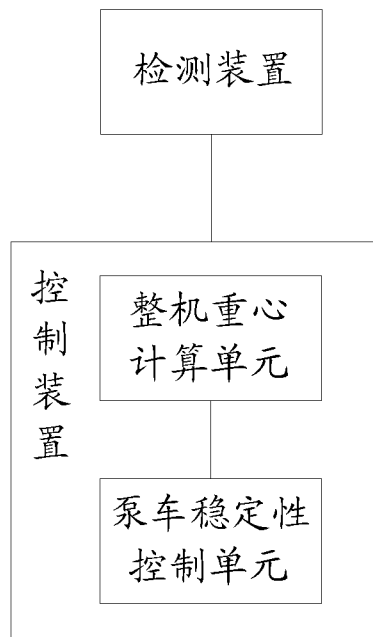 检测装置
控制装置
整机重心
计算单元
泵车稳定性
控制单元